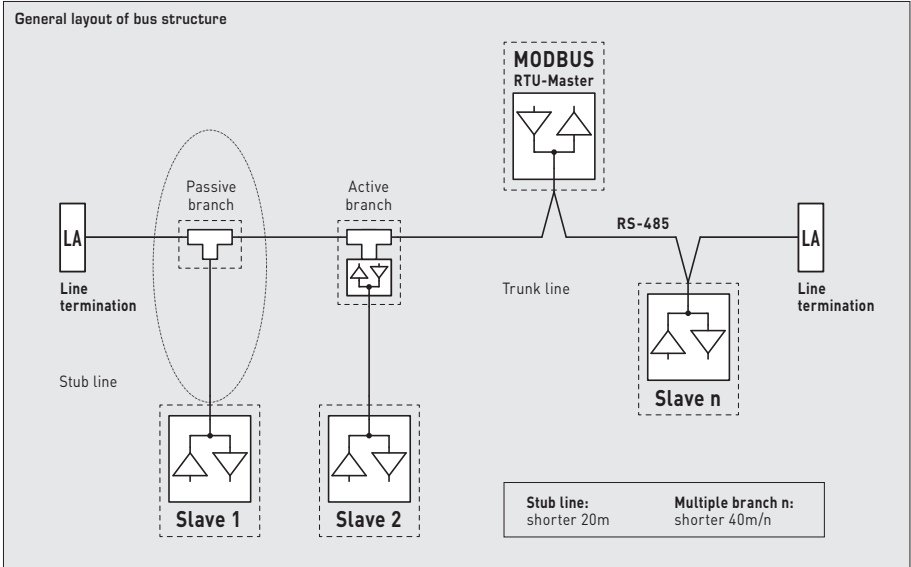 General layout of bus structure
MODBUS
RTU-Master
Passive
branch
Active
branch
LA
RS-485
LA
Line
termination
Trunk line
Line
termination
Stub line
Slave n
Slave 1
Slave 2
Stub line:
shorter 20m
Multiple branch n:
shorter 40m/n